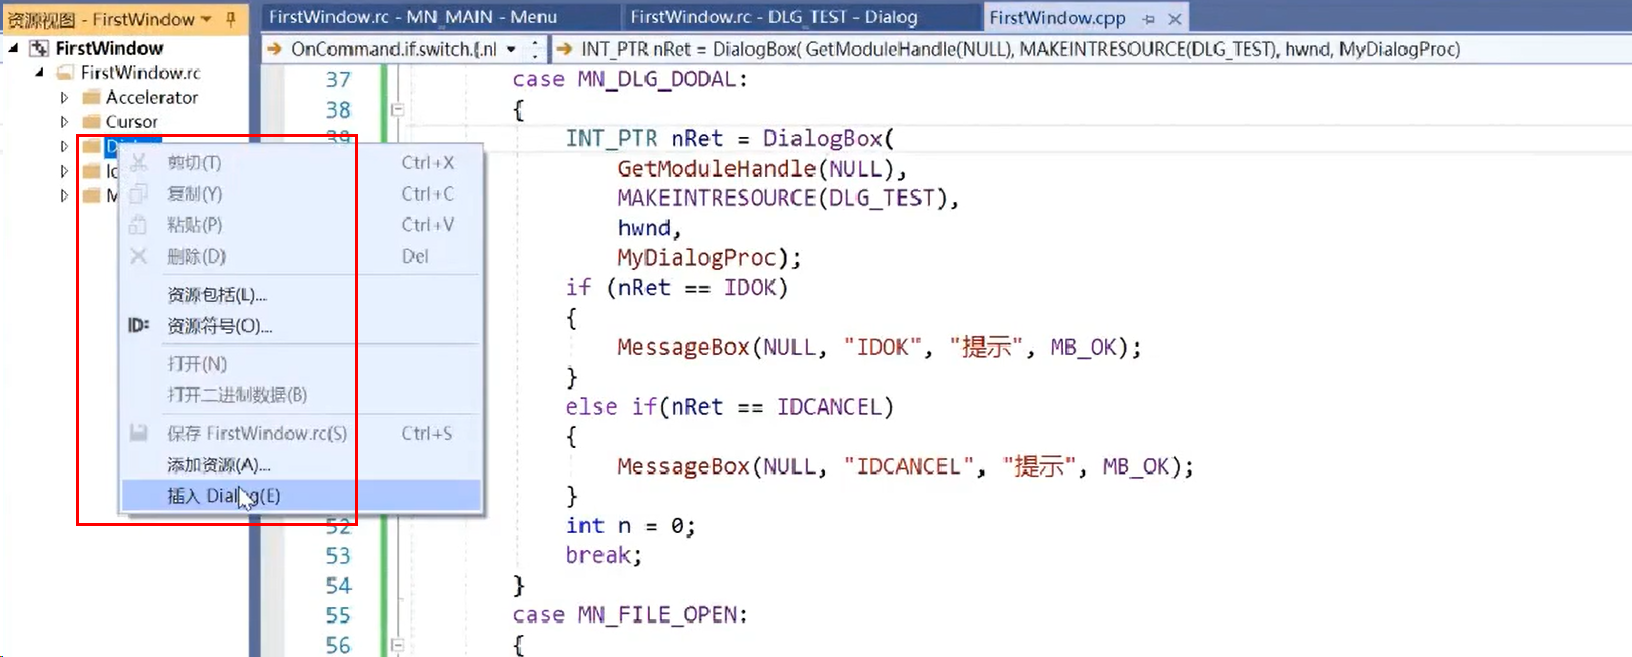 资源视图 - FirstWindow
FirstWindow
FirstWindow.rc
Accelerator
Cursor
剪切(T) Ctrl+X
复制(Y) Ctrl+C
粘贴(P) Ctrl+V
删除(D) Del
资源包括(L)...
ID: 资源符号(O)...
打开(N)
打开二进制数据(B)
保存 FirstWindow.rc(S) Ctrl+S
添加资源(A)...
插入 Dialog(E)
FirstWindow.rc - MN_MAIN - Menu
FirstWindow.rc - DLG_TEST - Dialog
FirstWindow.cpp
OnCommand.if.switch.{.nl
INT_PTR nRet = DialogBox( GetModuleHandle(NULL), MAKEINTRESOURCE(DLG_TEST), hwnd, MyDialogProc)
37 case MN_DLG_DODAL:
38 {
39 INT_PTR nRet = DialogBox(
GetModuleHandle(NULL),
MAKEINTRESOURCE(DLG_TEST),
hwnd,
MyDialogProc);
if (nRet == IDOK)
{
MessageBox(NULL, "IDOK", "提示", MB_OK);
}
else if(nRet == IDCANCEL)
{
MessageBox(NULL, "IDCANCEL", "提示", MB_OK);
}
52 int n = 0;
53 break;
54 }
55 case MN_FILE_OPEN:
56 {